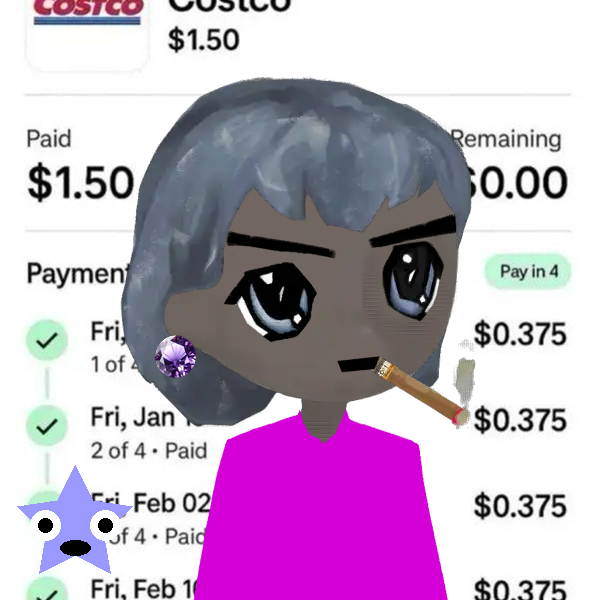 COSTCO
Costco
$1.50
Paid
Remaining
$1.50
$0.00
Payment
Pay in 4
Fri,
$0.375
1 of 4
Fri, Jan
$0.375
2 of 4 • Paid
Fri, Feb 02
$0.375
of 4 • Paid
Fri, Feb 1
$0.375